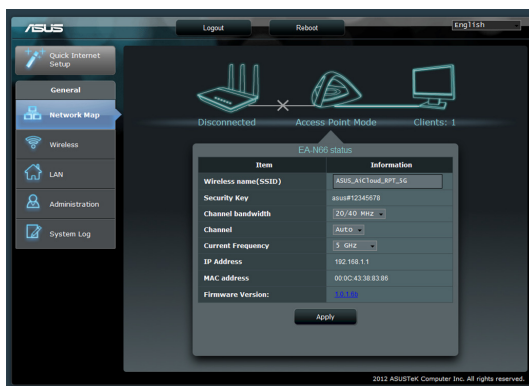 ASUS
Logout
Reboot
English
Quick Internet
Setup
General
Network Map
Wireless
LAN
Administration
System Log
Disconnected
Access Point Mode
Clients: 1
EA-N66 status
Item Information
Wireless name(SSID) ASUS_AiCloud_RPT_5G
Security Key asus#12345678
Channel bandwidth 20/40 MHz
Channel Auto
Current Frequency 5 GHz
IP Address 192.168.1.1
MAC address 00:0C:43:38:83:86
Firmware Version:
Apply
2012 ASUSTeK Computer Inc. All rights reserved.